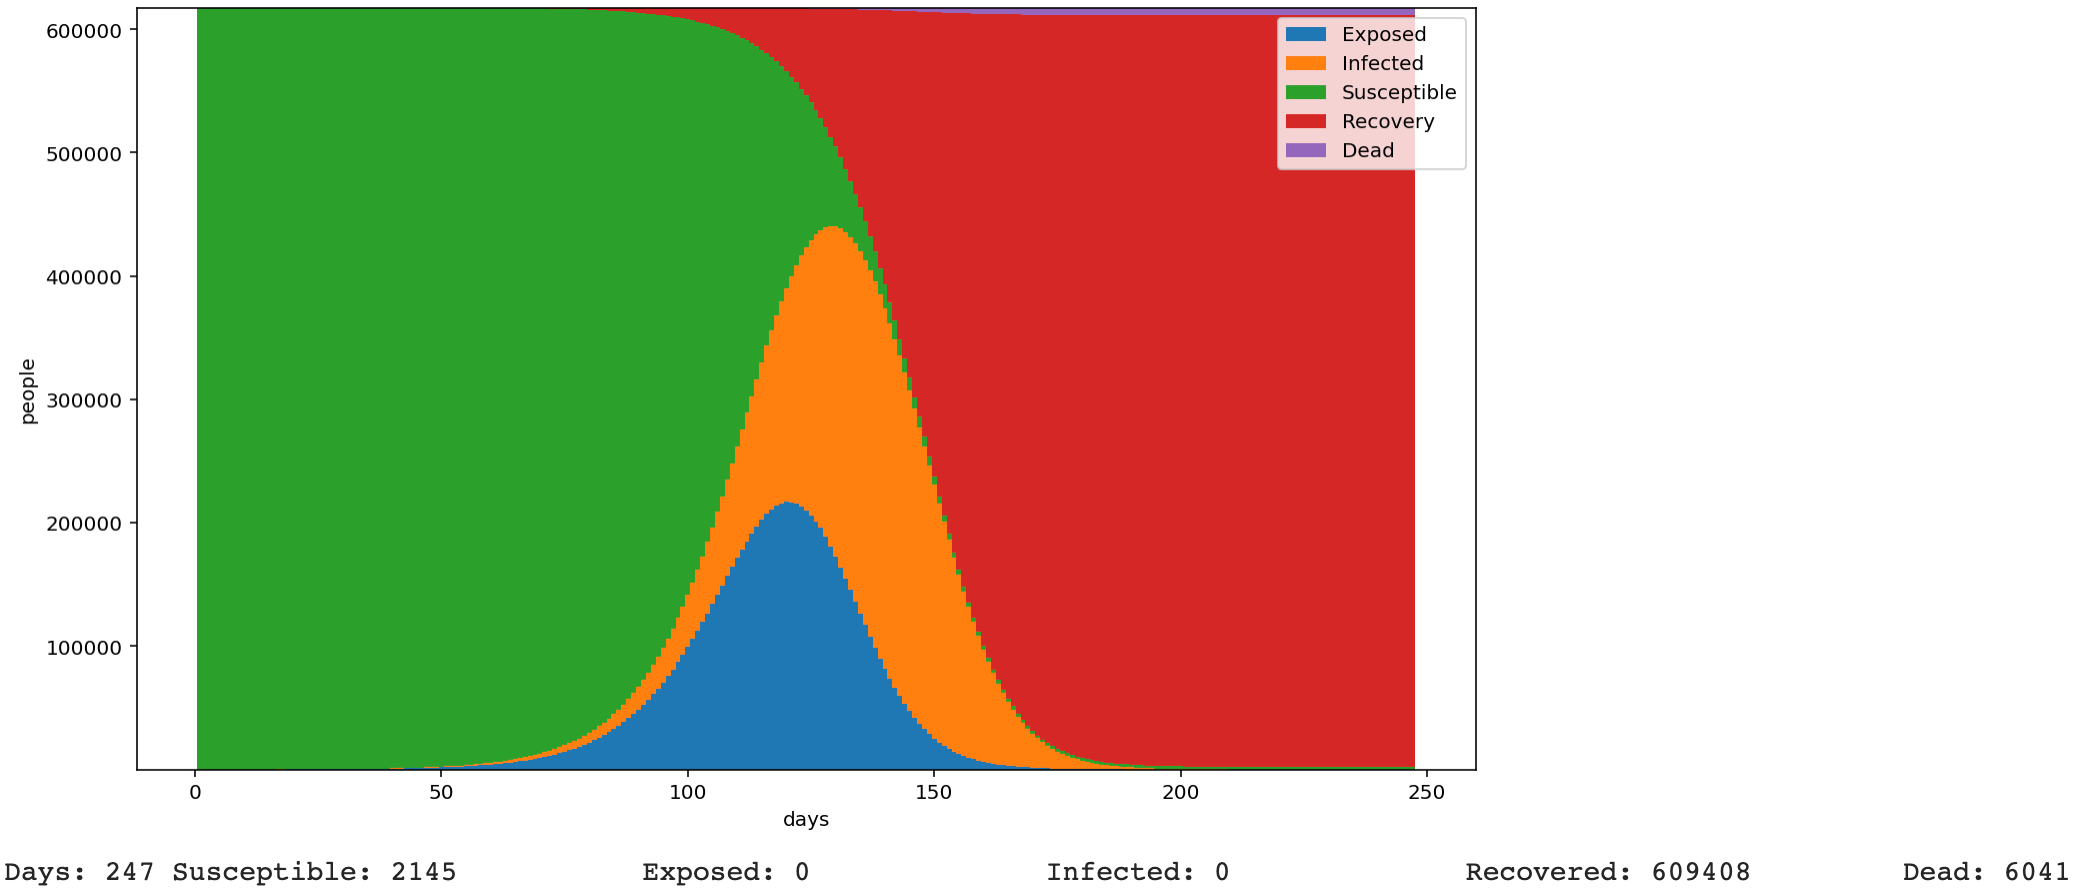 600000
500000
400000
300000
200000
100000
people
Exposed
Infected
Susceptible
Recovery
Dead
0 50 100 150 200 250
days
Days: 247 Susceptible: 2145 Exposed: 0 Infected: 0 Recovered: 609408 Dead: 6041